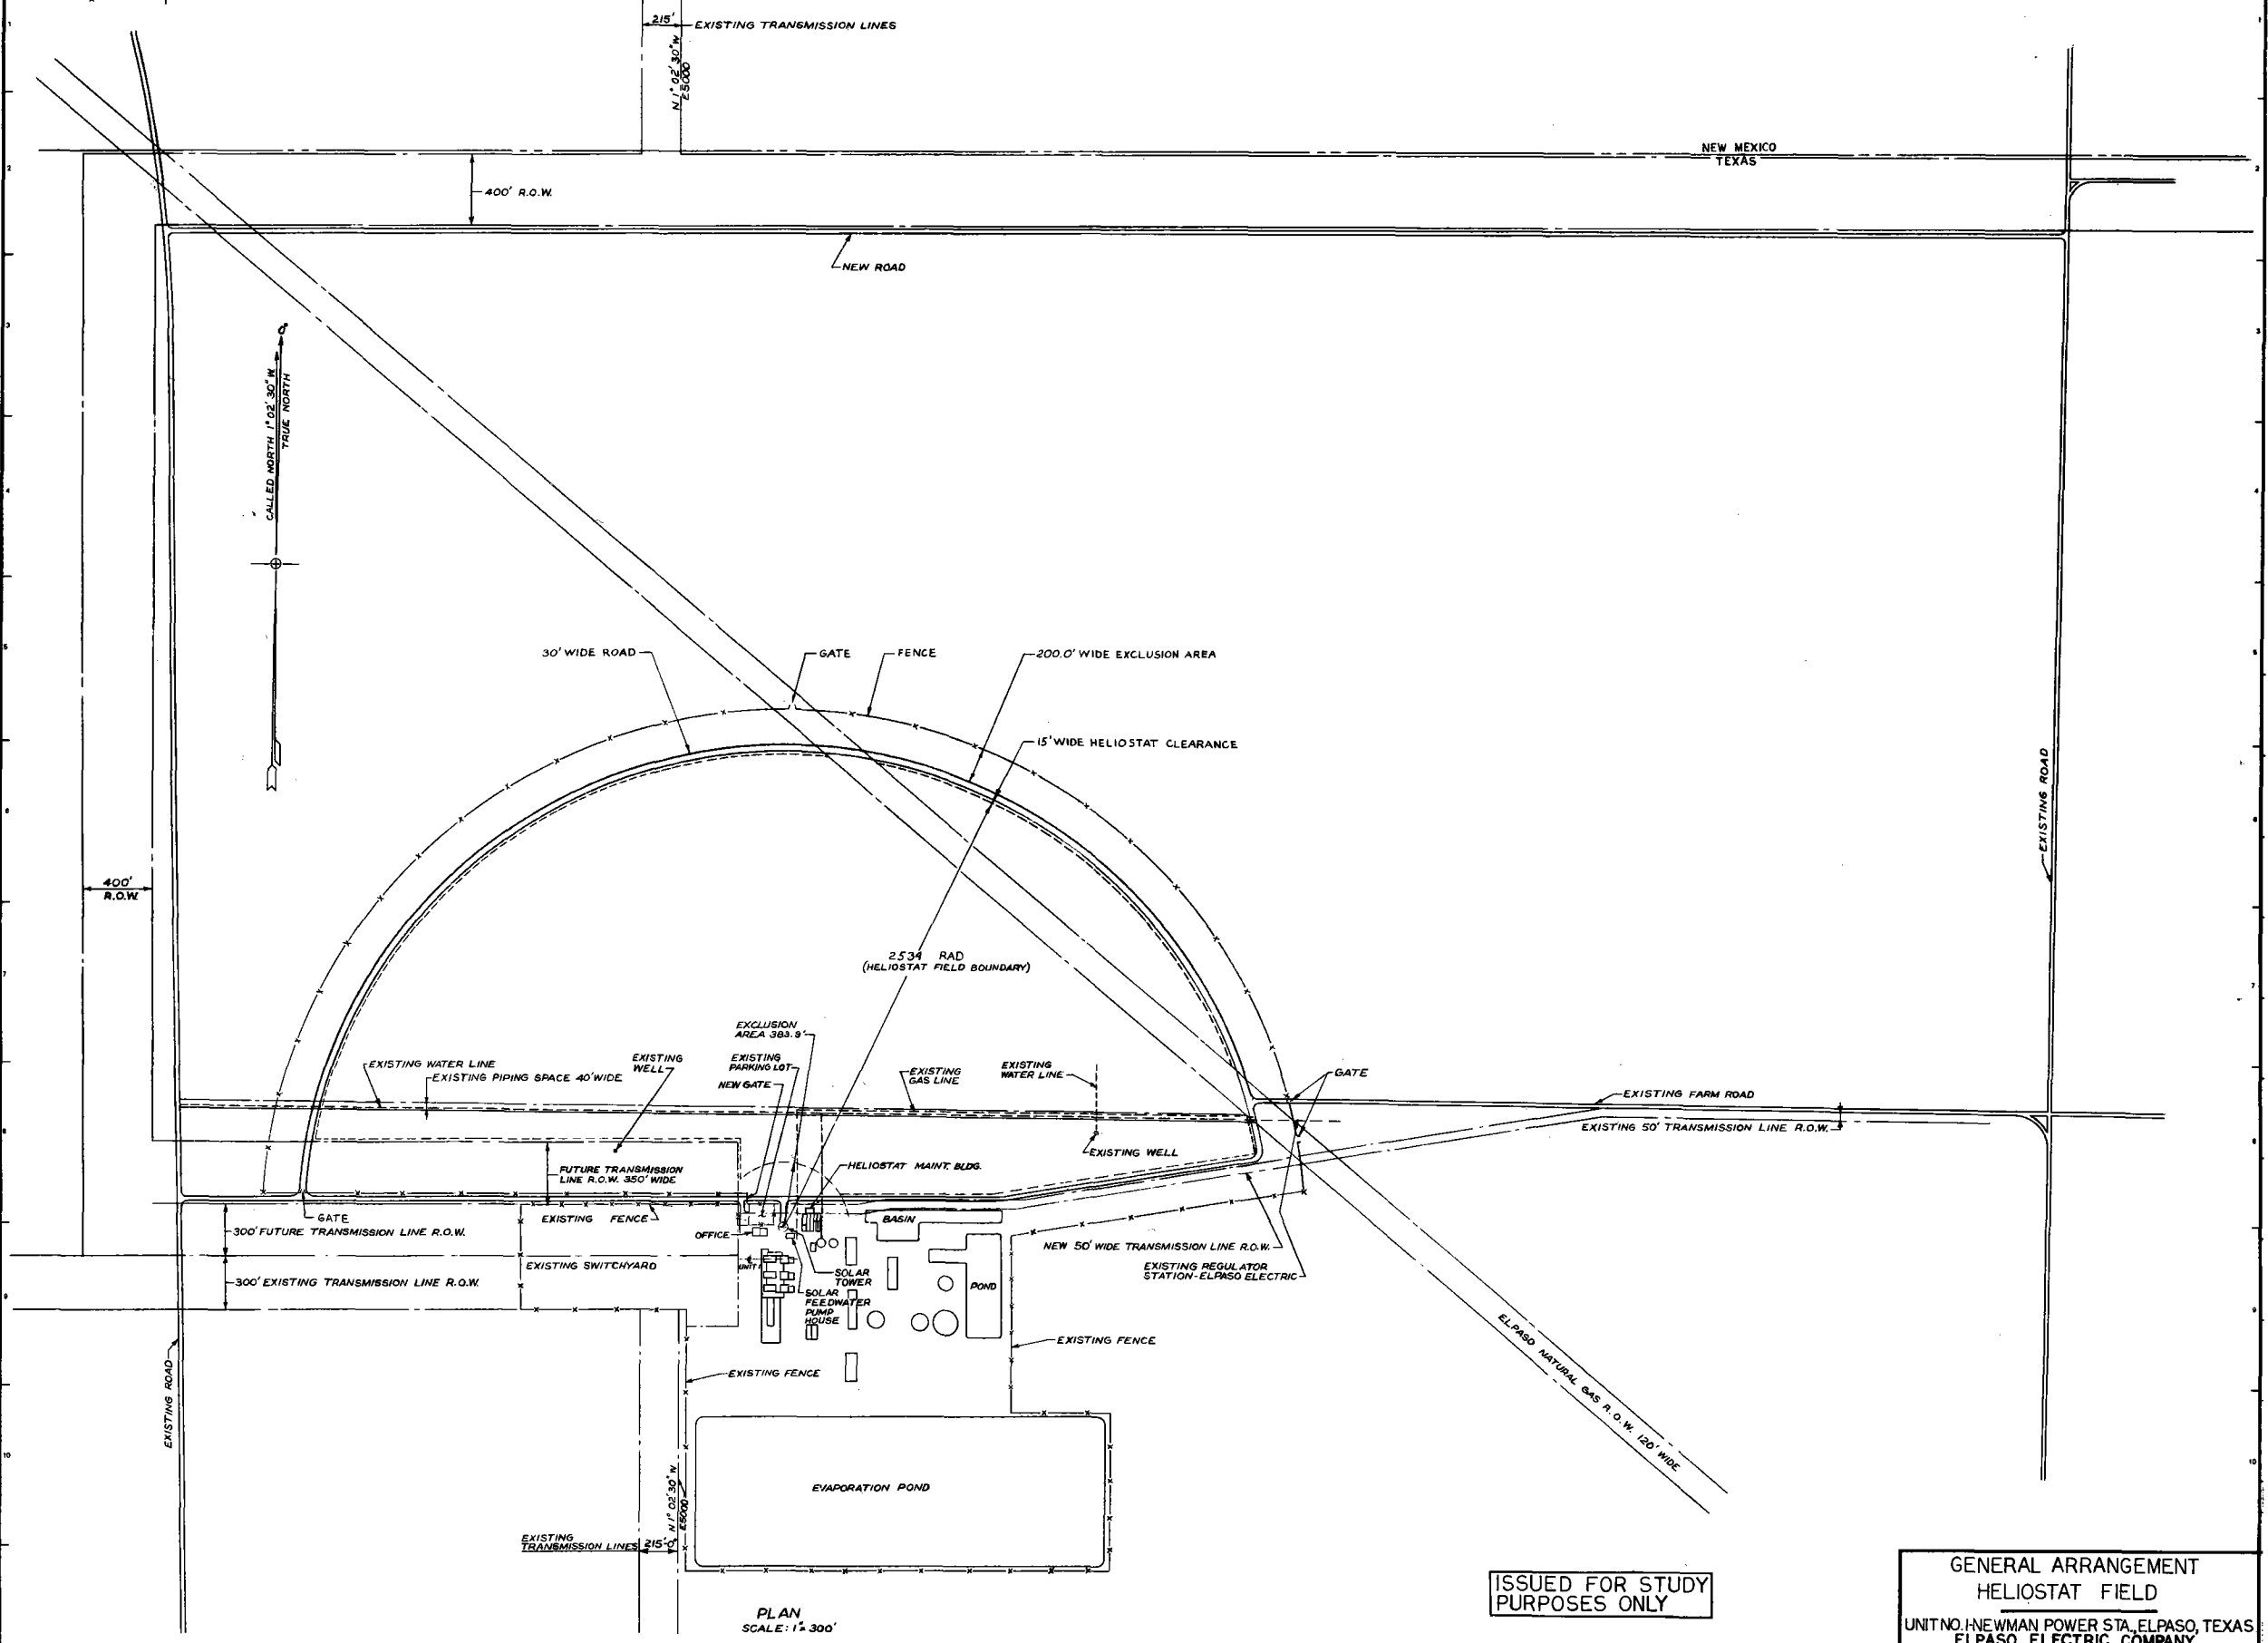 215'
EXISTING TRANSMISSION LINES
N 1° 02' 30" W
E5000
NEW MEXICO
TEXAS
400' R.O.W.
NEW ROAD
CALLED NORTH 1° 02' 30" W.
TRUE NORTH
30' WIDE ROAD
GATE
FENCE
200.0' WIDE EXCLUSION AREA
15' WIDE HELIOSTAT CLEARANCE
EXISTING ROAD
400'
R.O.W.
2534 RAD
(HELIOSTAT FIELD BOUNDARY)
EXCLUSION
AREA 383.9'
EXISTING WATER LINE
EXISTING PIPING SPACE 40' WIDE
EXISTING
WELL
EXISTING
PARKING LOT
NEW GATE
EXISTING
GAS LINE
EXISTING
WATER LINE
GATE
EXISTING FARM ROAD
EXISTING 50' TRANSMISSION LINE R.O.W.
EXISTING WELL
HELIOSTAT MAINT. BLDG.
FUTURE TRANSMISSION
LINE R.O.W. 350' WIDE
GATE
EXISTING FENCE
BASIN
300' FUTURE TRANSMISSION LINE R.O.W.
OFFICE
NEW 50' WIDE TRANSMISSION LINE R.O.W.
EXISTING SWITCHYARD
UNIT 1
EXISTING REGULATOR
STATION-ELPASO ELECTRIC
300' EXISTING TRANSMISSION LINE R.O.W.
SOLAR
TOWER
POND
SOLAR
FEEDWATER
PUMP
HOUSE
EXISTING FENCE
EXISTING FENCE
EXISTING ROAD
ELPASO NATURAL GAS R.O.W. 120' WIDE
EVAPORATION POND
N 1° 02' 30" W
E5000
EXISTING
TRANSMISSION LINES
215'-0"
PLAN
SCALE: 1"=300'
ISSUED FOR STUDY
PURPOSES ONLY
GENERAL ARRANGEMENT
HELIOSTAT FIELD
UNIT NO. 1-NEWMAN POWER STA., ELPASO, TEXAS
ELPASO ELECTRIC COMPANY